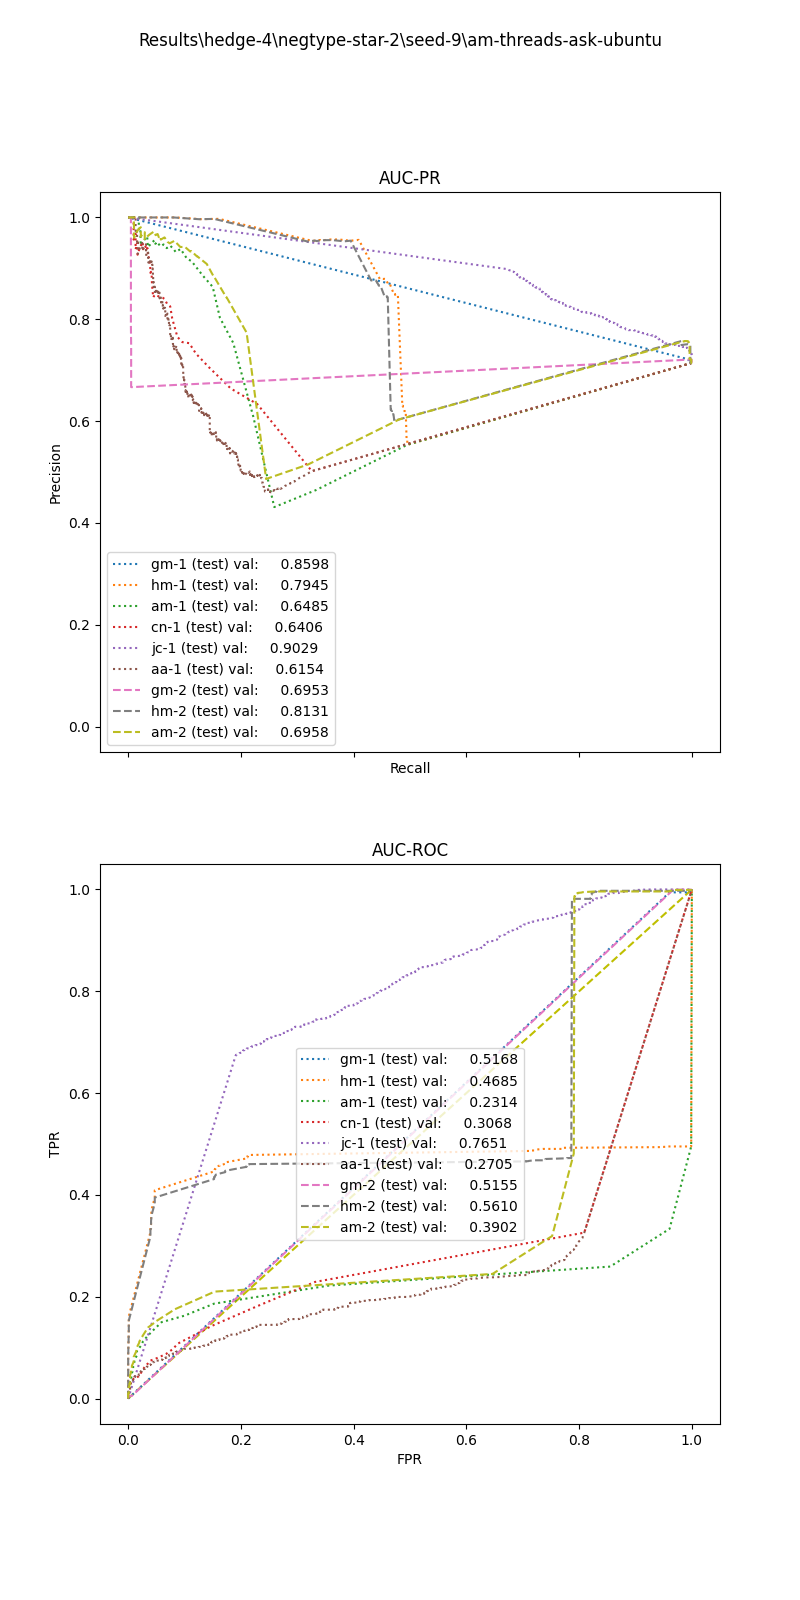 Results\hedge-4\negtype-star-2\seed-9\am-threads-ask-ubuntu
AUC-PR
1.0
0.8
0.6
0.4
0.2
0.0
Precision
gm-1 (test) val: 0.8598
hm-1 (test) val: 0.7945
am-1 (test) val: 0.6485
cn-1 (test) val: 0.6406
jc-1 (test) val: 0.9029
aa-1 (test) val: 0.6154
gm-2 (test) val: 0.6953
hm-2 (test) val: 0.8131
am-2 (test) val: 0.6958
Recall
AUC-ROC
1.0
0.8
0.6
0.4
0.2
0.0
TPR
gm-1 (test) val: 0.5168
hm-1 (test) val: 0.4685
am-1 (test) val: 0.2314
cn-1 (test) val: 0.3068
jc-1 (test) val: 0.7651
aa-1 (test) val: 0.2705
gm-2 (test) val: 0.5155
hm-2 (test) val: 0.5610
am-2 (test) val: 0.3902
0.0 0.2 0.4 0.6 0.8 1.0
FPR